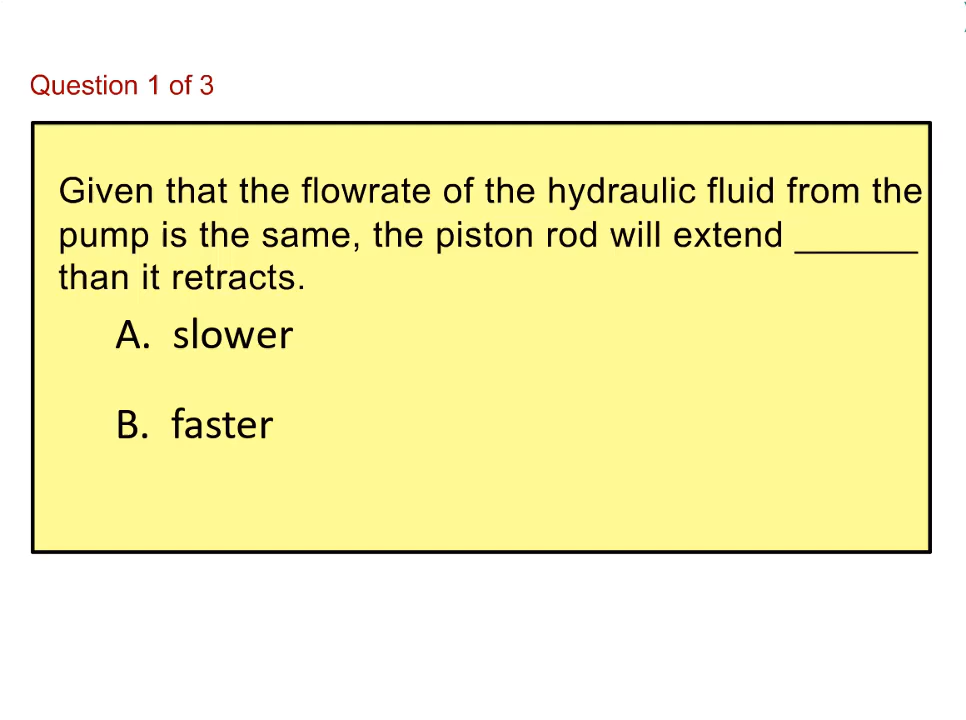 Question 1 of 3
Given that the flowrate of the hydraulic fluid from the
pump is the same, the piston rod will extend ______
than it retracts.
A. slower
B. faster